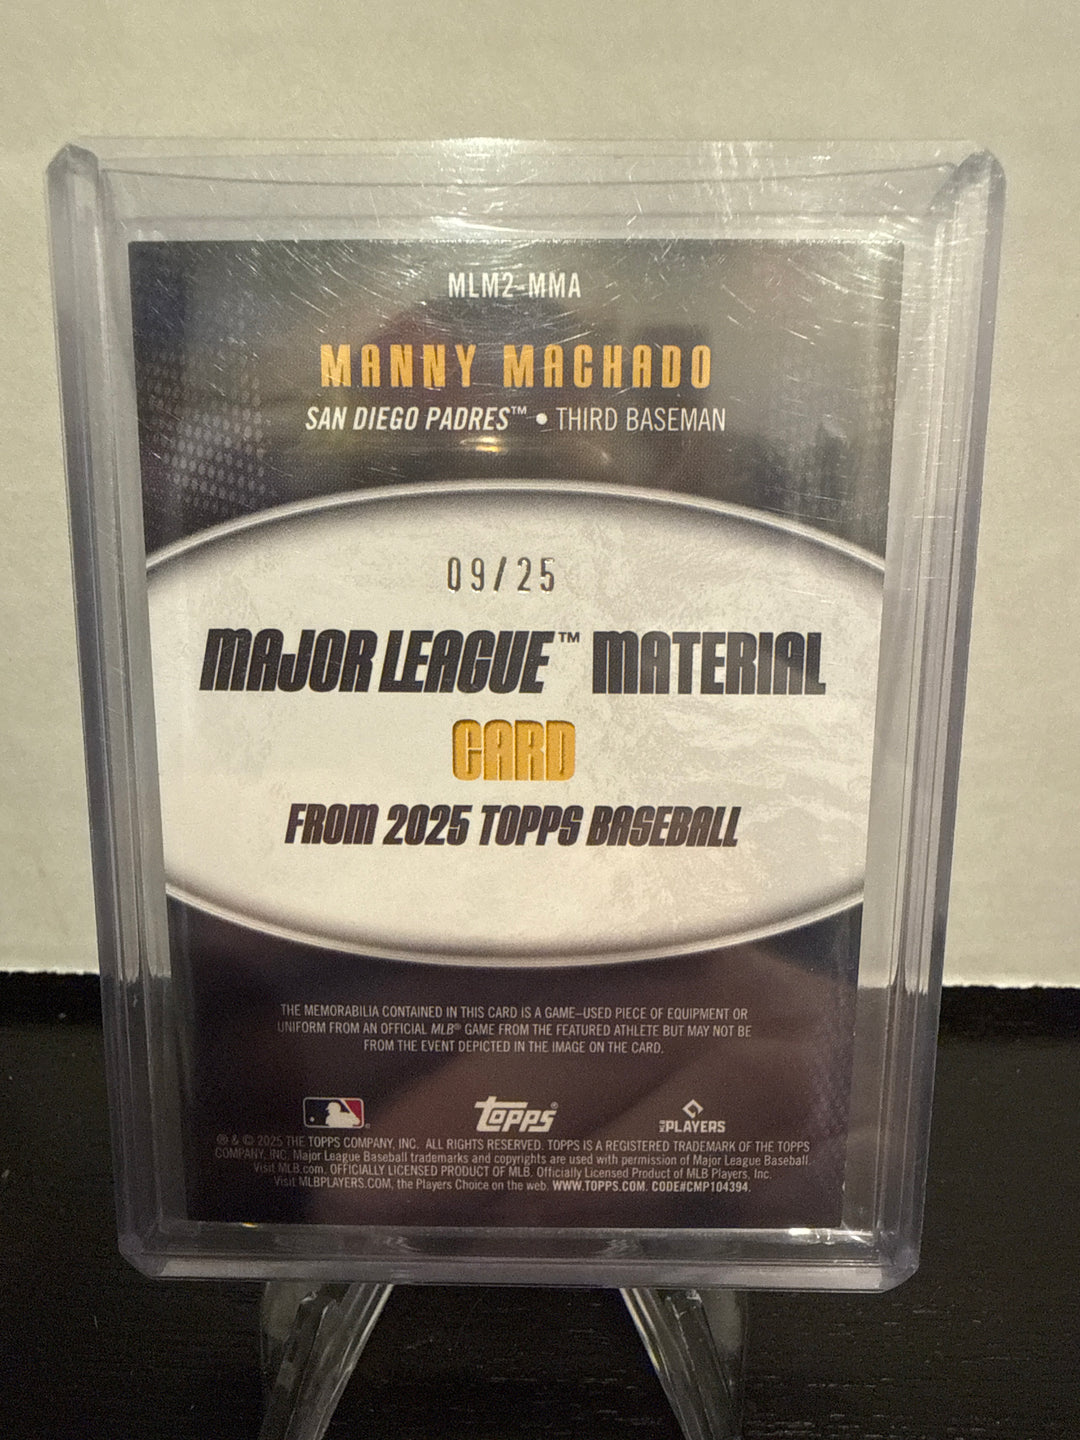 MLM2-MMA
MANNY MACHADO
SAN DIEGO PADRES™ • THIRD BASEMAN
09/25
MAJOR LEAGUE™ MATERIAL
CARD
FROM 2025 TOPPS BASEBALL
THE MEMORABILIA CONTAINED IN THIS CARD IS A GAME-USED PIECE OF EQUIPMENT OR
UNIFORM FROM AN OFFICIAL MLB® GAME FROM THE FEATURED ATHLETE BUT MAY NOT BE
FROM THE EVENT DEPICTED IN THE IMAGE ON THE CARD.
Topps®
MLB PLAYERS
® & © 2025 THE TOPPS COMPANY, INC. ALL RIGHTS RESERVED. TOPPS IS A REGISTERED TRADEMARK OF THE TOPPS
COMPANY, INC. Major League Baseball trademarks and copyrights are used with permission of Major League Baseball.
Visit MLB.com. OFFICIALLY LICENSED PRODUCT OF MLB. Officially Licensed Product of MLB Players, Inc.
Visit MLBPLAYERS.COM, the Players Choice on the web. WWW.TOPPS.COM. CODE#CMP104394.